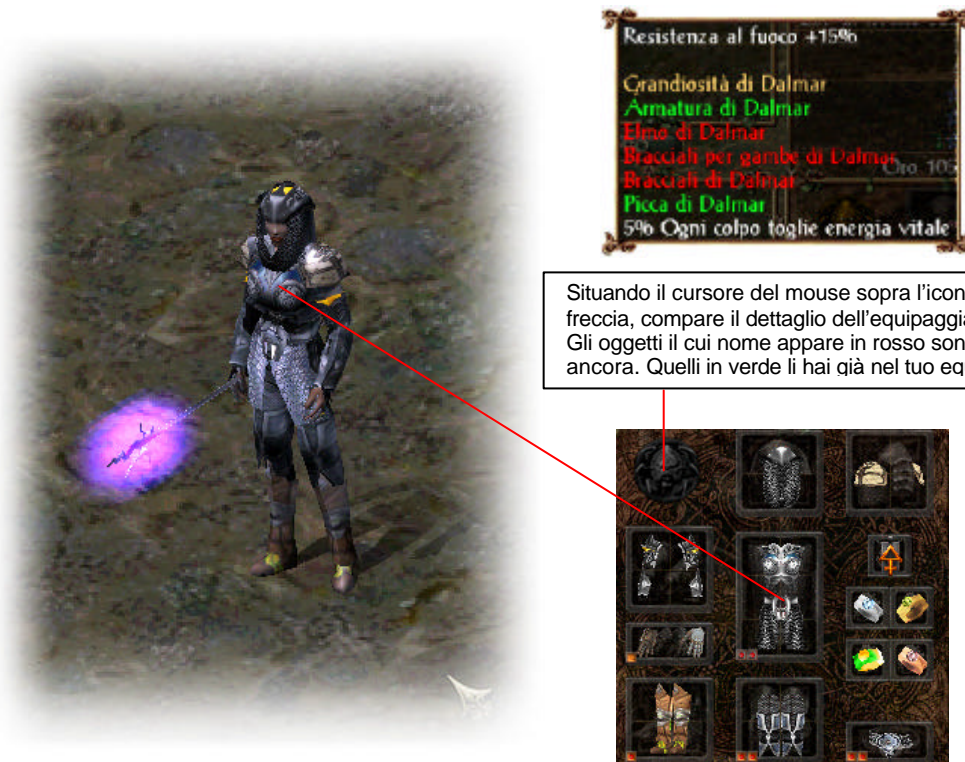 Resistenza al fuoco +15%
Grandiosità di Dalmar
Armatura di Dalmar
Elmo di Dalmar
Bracciali per gambe di Dalmar
Oro 10
Bracciali di Dalmar
Picca di Dalmar
5% Ogni colpo toglie energia vitale
Situando il cursore del mouse sopra l’icon
freccia, compare il dettaglio dell’equipaggia
Gli oggetti il cui nome appare in rosso son
ancora. Quelli in verde li hai già nel tuo eq